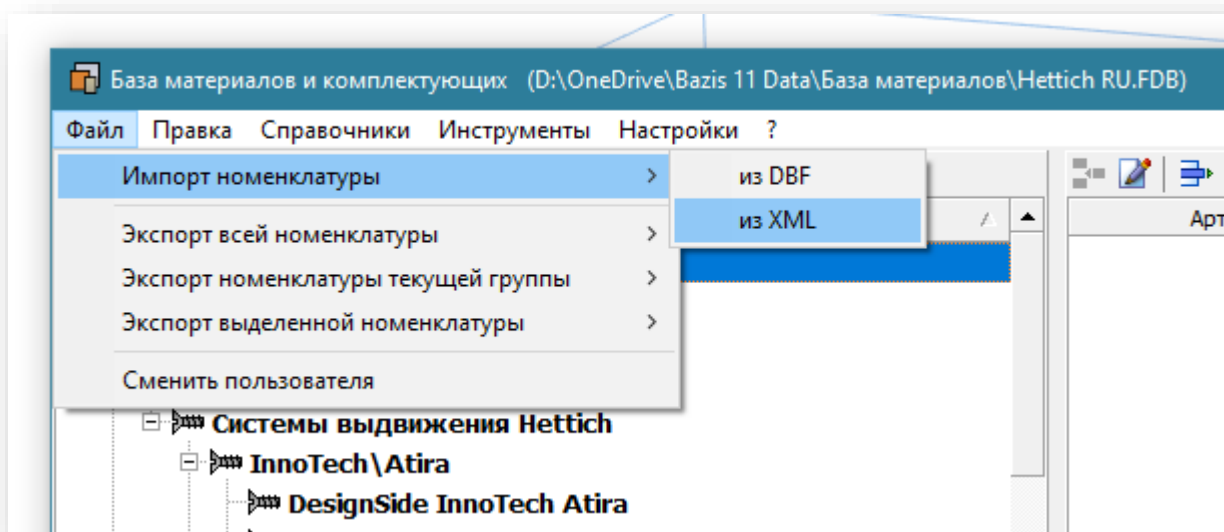 База материалов и комплектующих (D:\OneDrive\Bazis 11 Data\База материалов\Hettich RU.FDB)
Файл Правка Справочники Инструменты Настройки ?
Импорт номенклатуры
из DBF
из XML
Экспорт всей номенклатуры
Экспорт номенклатуры текущей группы
Экспорт выделенной номенклатуры
Сменить пользователя
Арт
Системы выдвижения Hettich
InnoTech\Atira
DesignSide InnoTech Atira